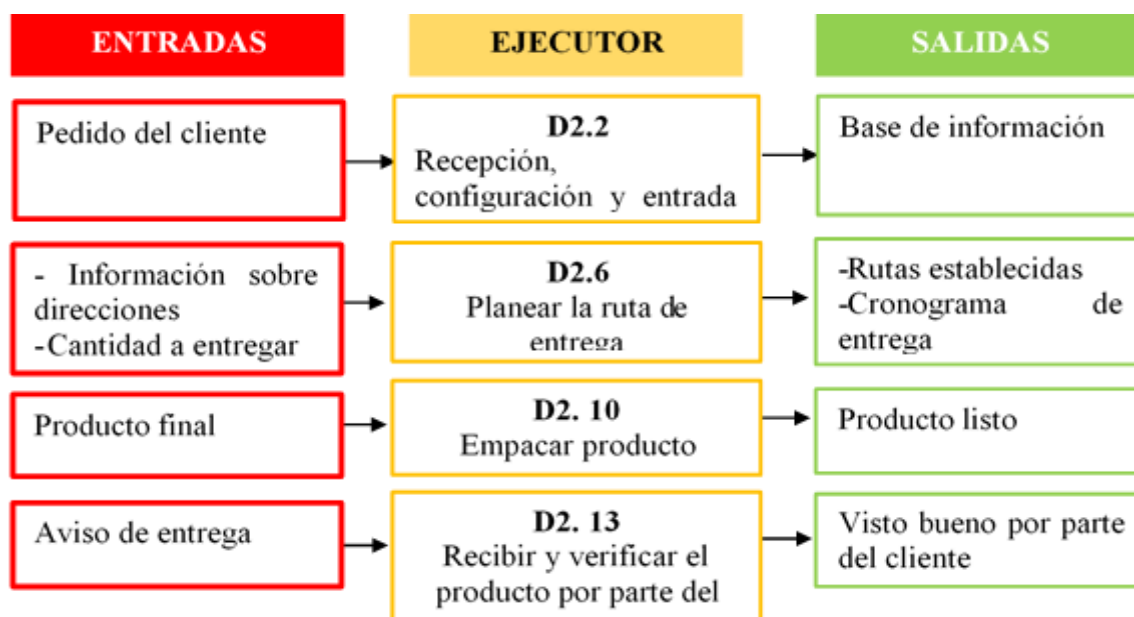 ENTRADAS
EJECUTOR
SALIDAS
Pedido del cliente
D2.2
Recepción,
configuración y entrada
Base de información
- Información sobre
direcciones
-Cantidad a entregar
D2.6
Planear la ruta de
entrega
-Rutas establecidas
-Cronograma de
entrega
Producto final
D2. 10
Empacar producto
Producto listo
Aviso de entrega
D2. 13
Recibir y verificar el
producto por parte del
Visto bueno por parte
del cliente